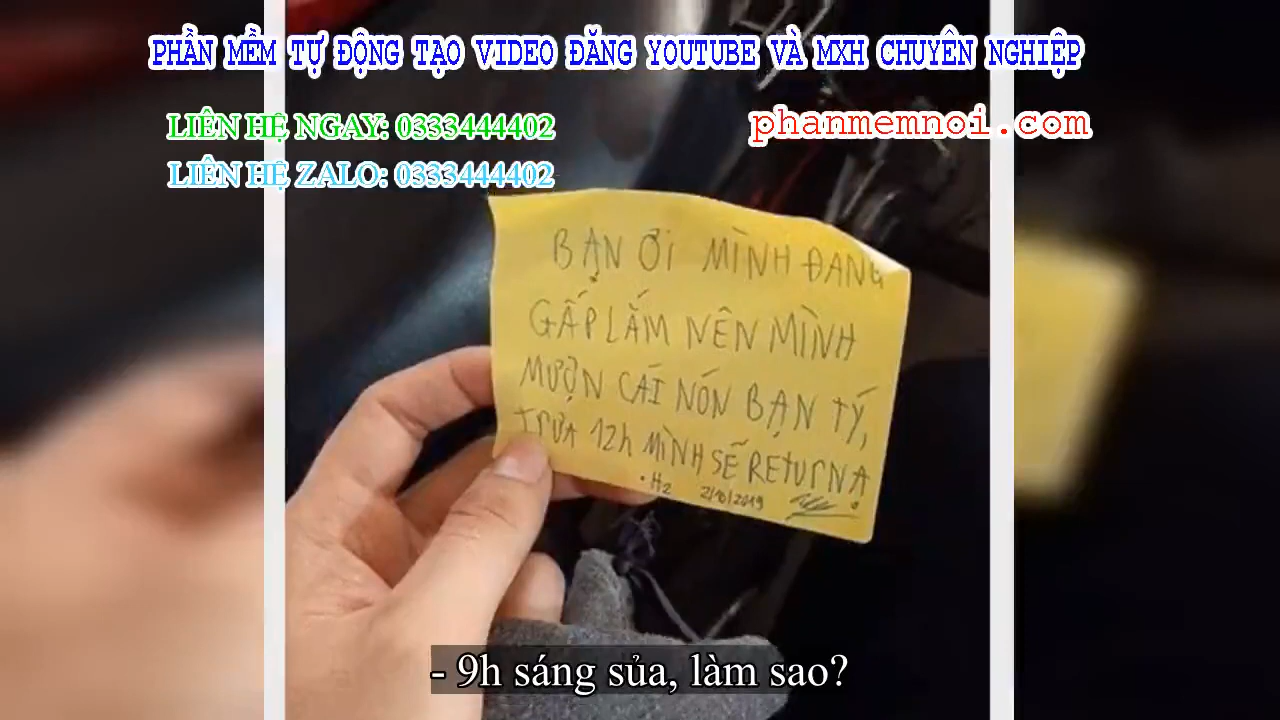 PHẦN MỀM TỰ ĐỘNG TẠO VIDEO ĐĂNG YOUTUBE VÀ MXH CHUYÊN NGHIỆP
LIÊN HỆ NGAY: 0333444402
phanmemnoi.com
LIÊN HỆ ZALO: 0333444402
BẠN ƠI MÌNH ĐANG
GẤP LẮM NÊN MÌNH
MƯỢN CÁI NÓN BẠN TÝ,
TRƯA 12h MÌNH SẼ RETURN Ạ
• H2 2/10/2019
- 9h sáng sủa, làm sao?